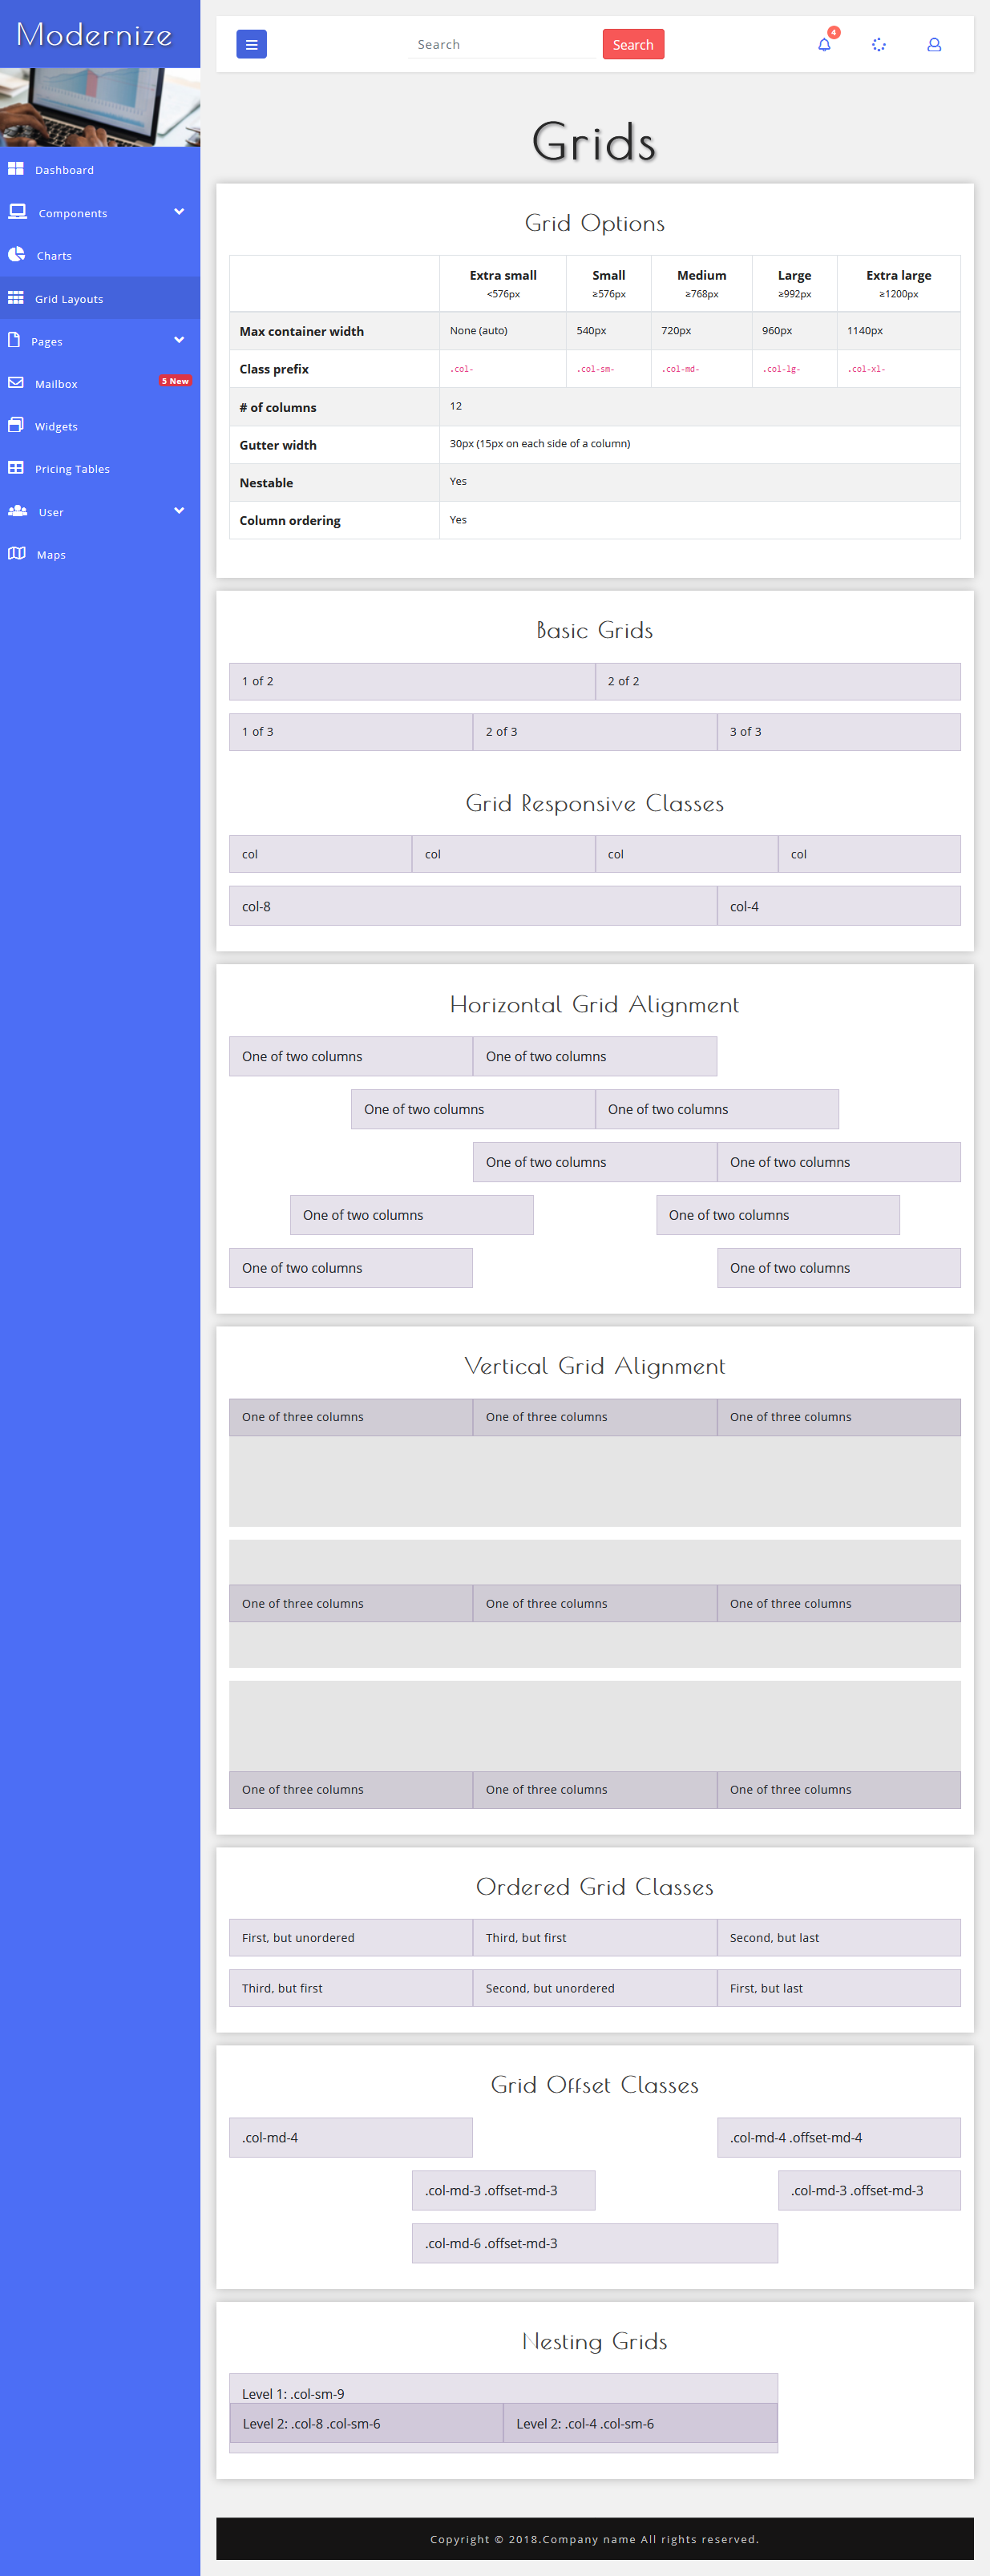 Modernize
Dashboard
Components
Charts
Grid Layouts
Pages
Mailbox
5 New
Widgets
Pricing Tables
User
Maps
Search
Search
4
Grids
Grid Options
Extra small Small Medium Large Extra large
<576px ≥576px ≥768px ≥992px ≥1200px
Max container width None (auto) 540px 720px 960px 1140px
Class prefix .col- .col-sm- .col-md- .col-lg- .col-xl-
# of columns 12
Gutter width 30px (15px on each side of a column)
Nestable Yes
Column ordering Yes
Basic Grids
1 of 2 2 of 2
1 of 3 2 of 3 3 of 3
Grid Responsive Classes
col col col col
col-8 col-4
Horizontal Grid Alignment
One of two columns One of two columns
One of two columns One of two columns
One of two columns One of two columns
One of two columns One of two columns
One of two columns One of two columns
Vertical Grid Alignment
One of three columns One of three columns One of three columns
One of three columns One of three columns One of three columns
One of three columns One of three columns One of three columns
Ordered Grid Classes
First, but unordered Third, but first Second, but last
Third, but first Second, but unordered First, but last
Grid Offset Classes
.col-md-4 .col-md-4 .offset-md-4
.col-md-3 .offset-md-3 .col-md-3 .offset-md-3
.col-md-6 .offset-md-3
Nesting Grids
Level 1: .col-sm-9
Level 2: .col-8 .col-sm-6 Level 2: .col-4 .col-sm-6
Copyright © 2018.Company name All rights reserved.